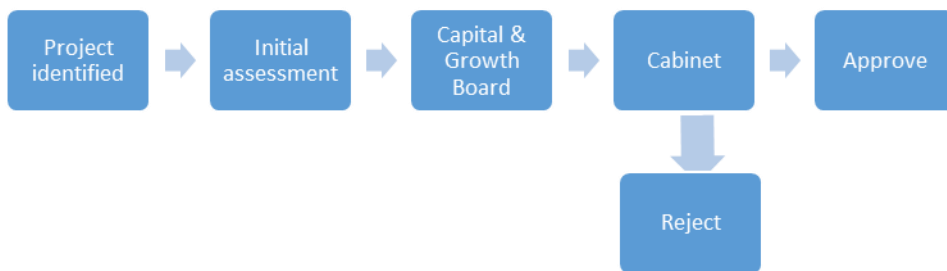 Project
identified
Initial
assessment
Capital &
Growth
Board
Cabinet
Approve
Reject